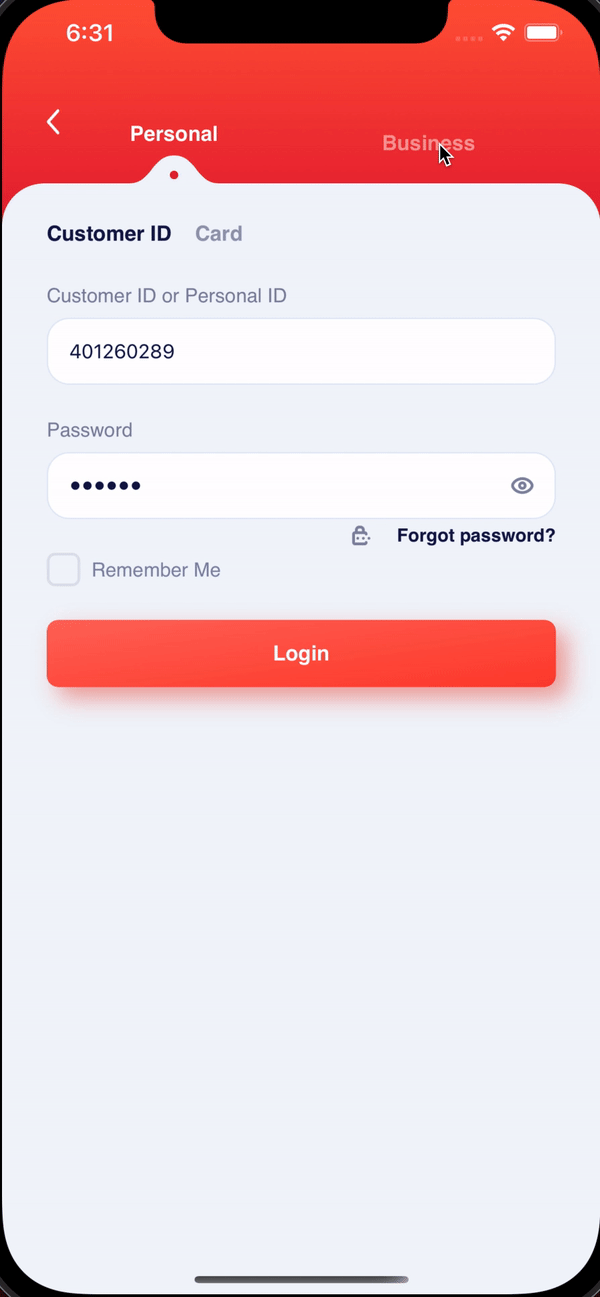 6:31
Personal
Business
Customer ID Card
Customer ID or Personal ID
401260289
Password
••••••
Forgot password?
Remember Me
Login